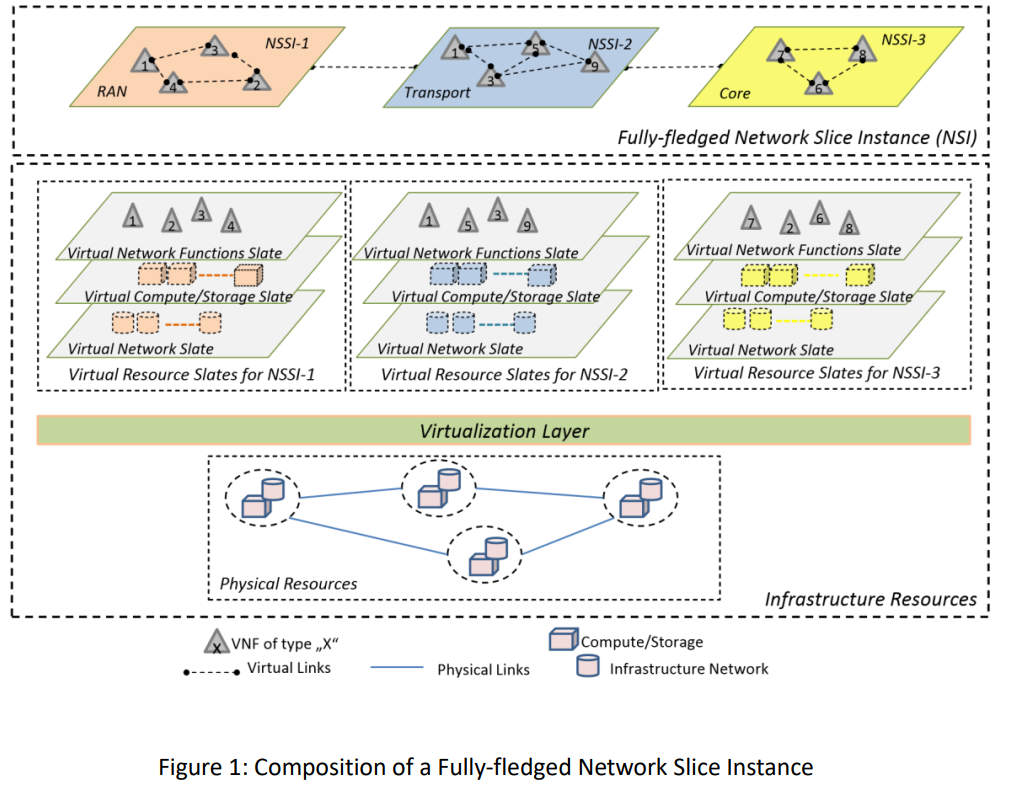 NSSI-1
3
1
4
2
RAN
NSSI-2
1
5
3
9
Transport
NSSI-3
7
8
6
Core
Fully-fledged Network Slice Instance (NSI)
1 2 3 4
Virtual Network Functions Slate
Virtual Compute/Storage Slate
Virtual Network Slate
Virtual Resource Slates for NSSI-1
1 5 3 9
Virtual Network Functions Slate
Virtual Compute/Storage Slate
Virtual Network Slate
Virtual Resource Slates for NSSI-2
7 2 6 8
Virtual Network Functions Slate
Virtual Compute/Storage Slate
Virtual Network Slate
Virtual Resource Slates for NSSI-3
Virtualization Layer
Physical Resources
Infrastructure Resources
x VNF of type „X“
Compute/Storage
Virtual Links
Physical Links
Infrastructure Network
Figure 1: Composition of a Fully-fledged Network Slice Instance